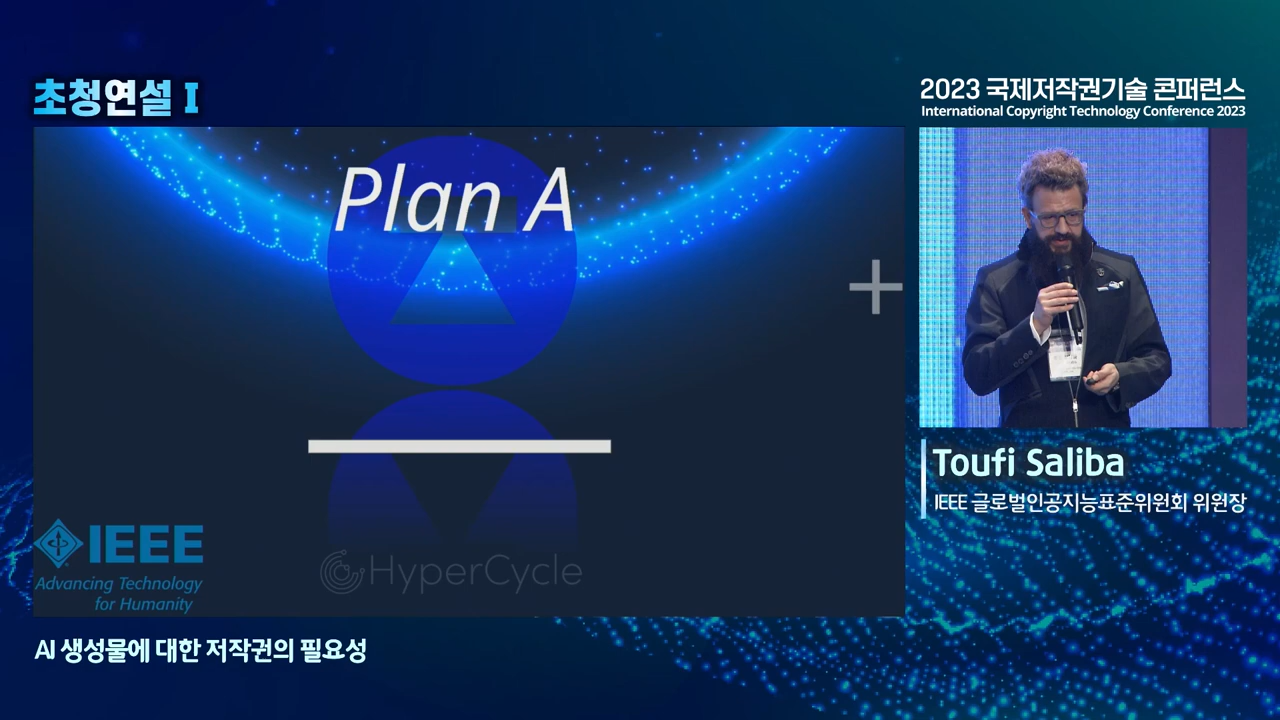 초청연설 I
2023 국제저작권기술 콘퍼런스
International Copyright Technology Conference 2023
Plan A
Toufi Saliba
IEEE 글로벌인공지능표준위원회 위원장
IEEE
Advancing Technology
for Humanity
HyperCycle
AI 생성물에 대한 저작권의 필요성